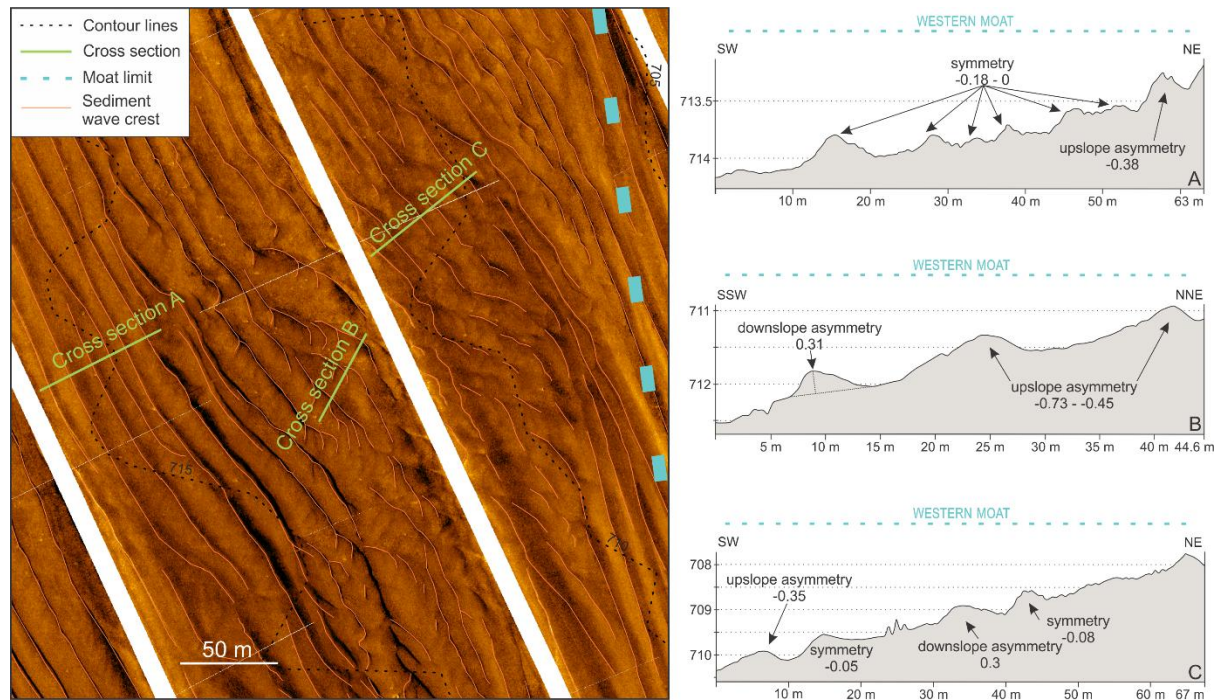 Contour lines
Cross section
Moat limit
Sediment
wave crest
705
Cross section C
Cross section A
Cross section B
715
710
50 m
WESTERN MOAT
SW
NE
symmetry
-0.18 - 0
713.5
upslope asymmetry
-0.38
714
A
10 m
20 m
30 m
40 m
50 m
63 m
WESTERN MOAT
SSW
NNE
711
downslope asymmetry
0.31
712
upslope asymmetry
-0.73 - -0.45
B
5 m
10 m
15 m
20 m
25 m
30 m
35 m
40 m
44.6 m
WESTERN MOAT
SW
NE
708
upslope asymmetry
-0.35
709
symmetry
-0.08
symmetry
-0.05
downslope asymmetry
0.3
710
C
10 m
20 m
30 m
40 m
50 m
60 m
67 m